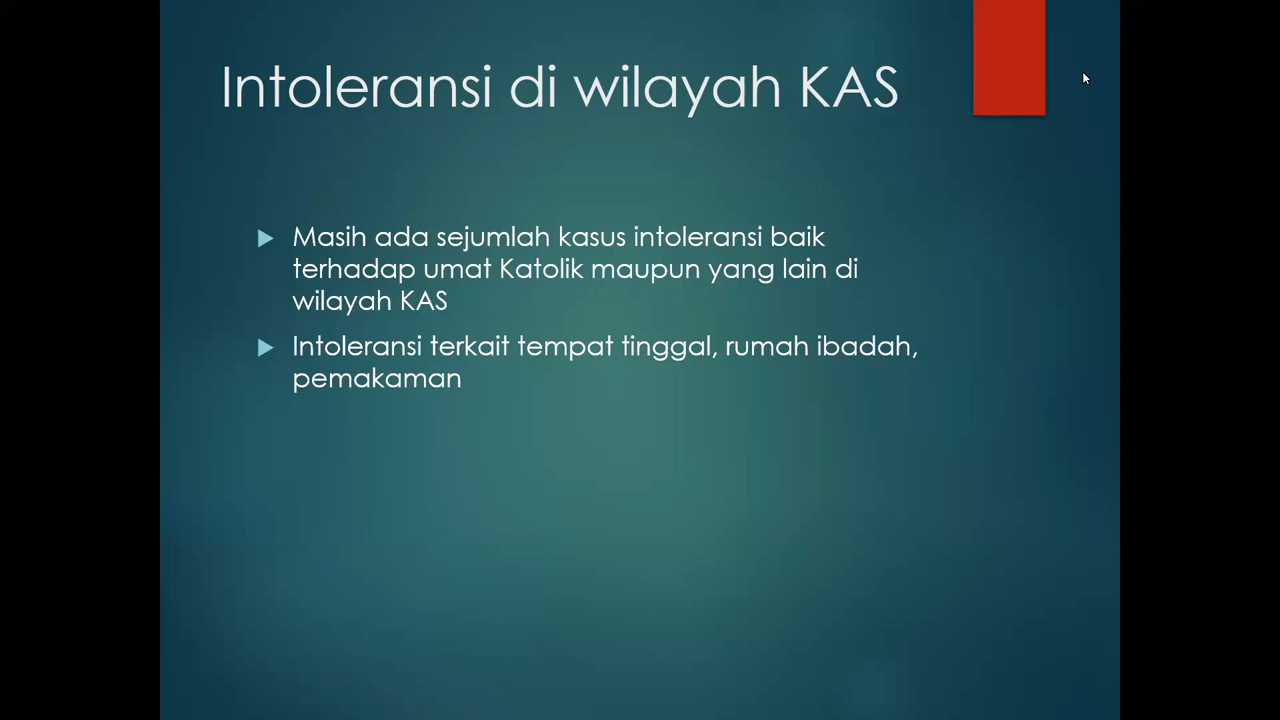 Intoleransi di wilayah KAS
Masih ada sejumlah kasus intoleransi baik
terhadap umat Katolik maupun yang lain di
wilayah KAS
Intoleransi terkait tempat tinggal, rumah ibadah,
pemakaman